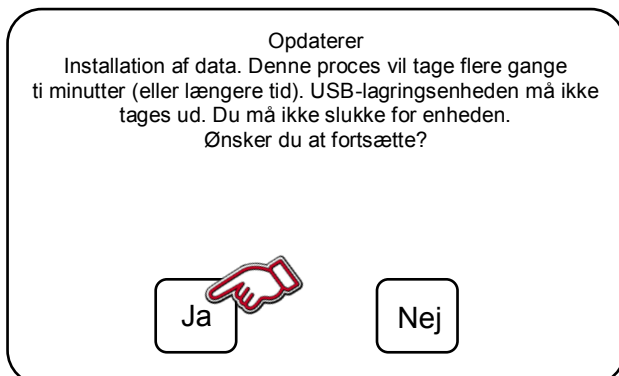 Opdaterer
Installation af data. Denne proces vil tage flere gange
ti minutter (eller længere tid). USB-lagringsenheden må ikke
tages ud. Du må ikke slukke for enheden.
Ønsker du at fortsætte?
Ja
Nej